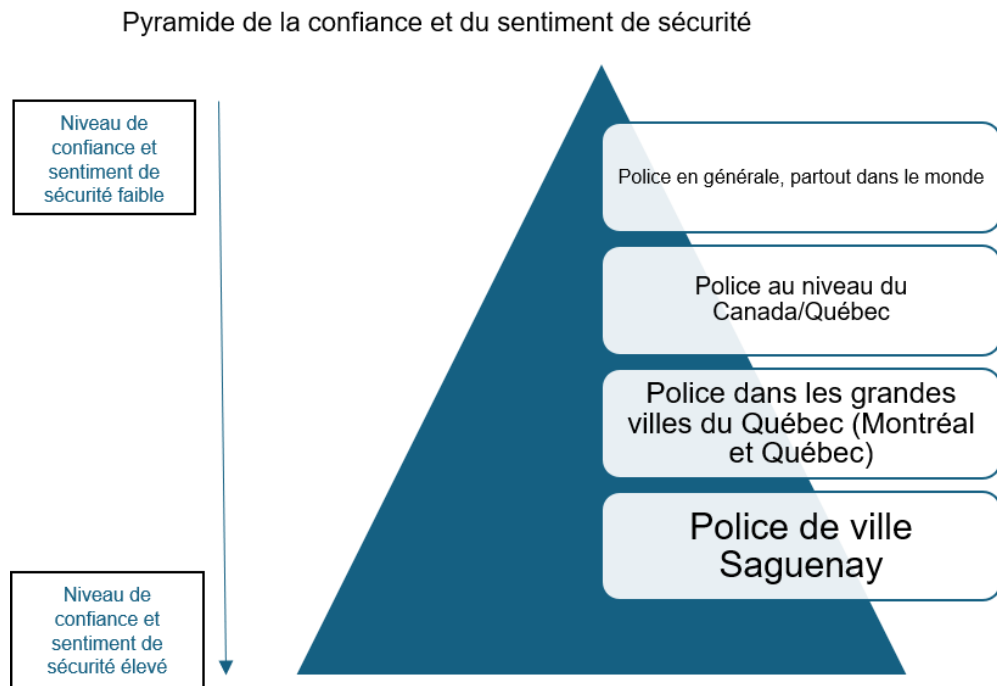 Pyramide de la confiance et du sentiment de sécurité
Niveau de
confiance et
sentiment de
sécurité faible
Police en générale, partout dans le monde
Police au niveau du
Canada/Québec
Police dans les grandes
villes du Québec (Montréal
et Québec)
Police de ville
Saguenay
Niveau de
confiance et
sentiment de
sécurité élevé